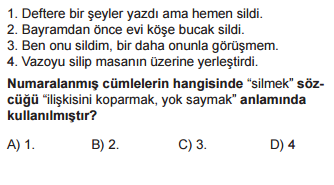 1. Deftere bir şeyler yazdı ama hemen sildi.
2. Bayramdan önce evi köşe bucak sildi.
3. Ben onu sildim, bir daha onunla görüşmem.
4. Vazoyu silip masanın üzerine yerleştirdi.
Numaralanmış cümlelerin hangisinde “silmek” söz-
cüğü “ilişkisini koparmak, yok saymak” anlamında
kullanılmıştır?
A) 1. B) 2. C) 3. D) 4